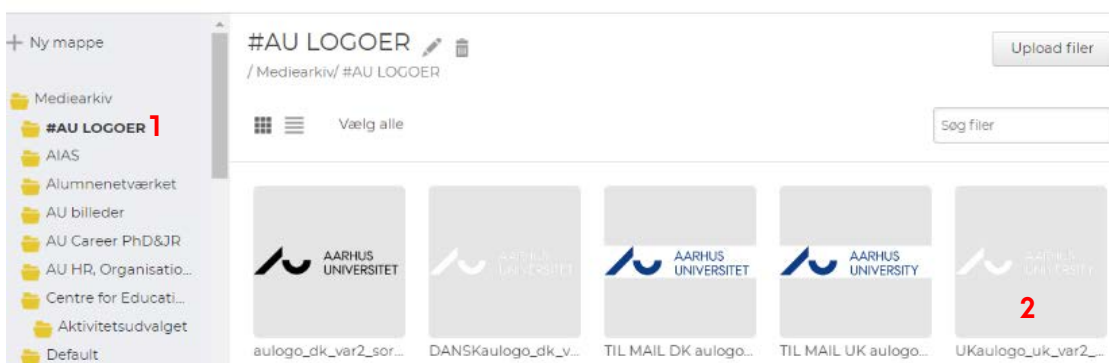 + Ny mappe
Mediearkiv
#AU LOGOER 1
AIAS
Alumnenetværket
AU billeder
AU Career PhD&JR
AU HR, Organisatio...
Centre for Educati...
Aktivitetsudvalget
Default
#AU LOGOER
/ Mediearkiv/ #AU LOGOER
Upload filer
Vælg alle
Søg filer
AARHUS
UNIVERSITET
AARHUS
UNIVERSITET
AARHUS
UNIVERSITET
AARHUS
UNIVERSITY
AARHUS
UNIVERSITY
2
aulogo_dk_var2_sor...
DANSKaulogo_dk_v...
TIL MAIL DK aulogo...
TIL MAIL UK aulogo...
UKaulogo_uk_var2_...